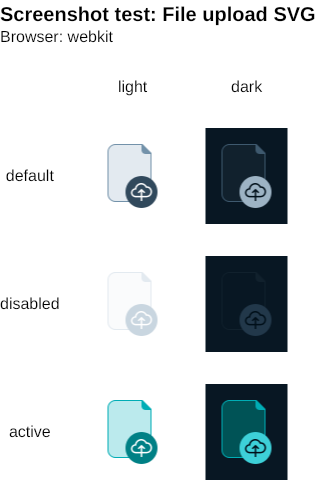 Screenshot test: File upload SVG
Browser: webkit
light dark
default
disabled
active